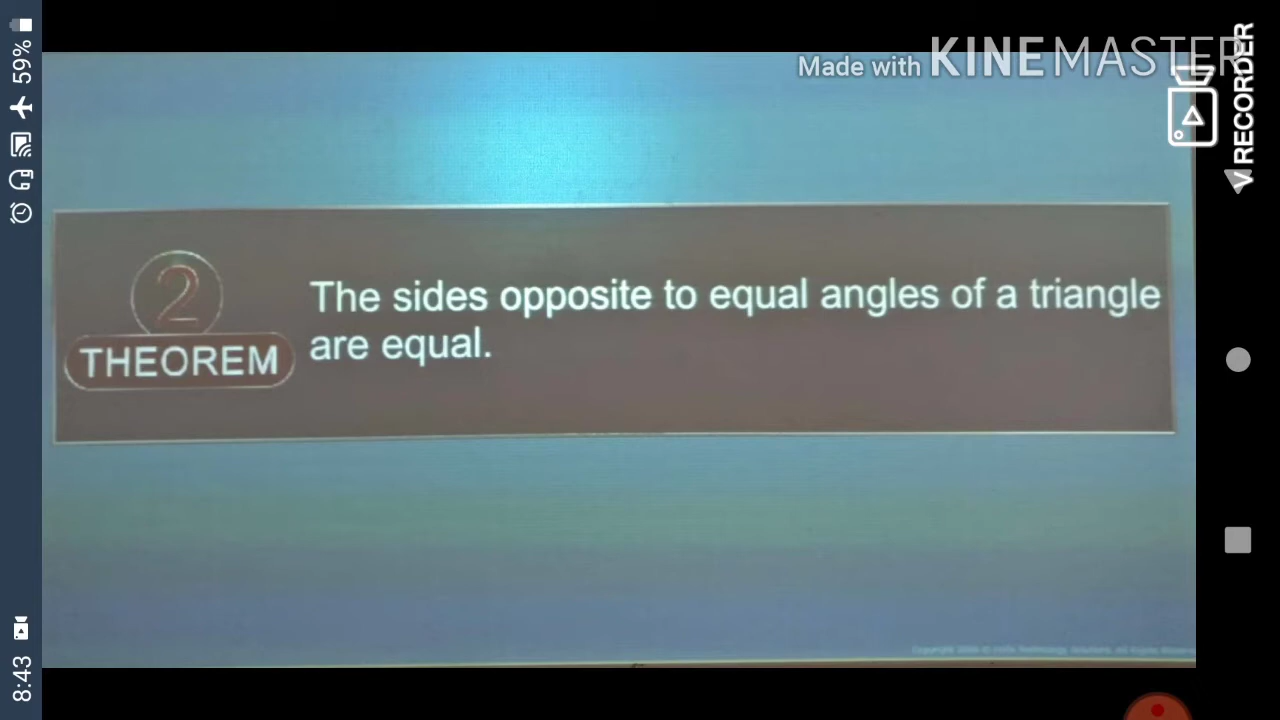 Made with KINEMASTER
V RECORDER
59%
2
THEOREM
The sides opposite to equal angles of a triangle
are equal.
8:43